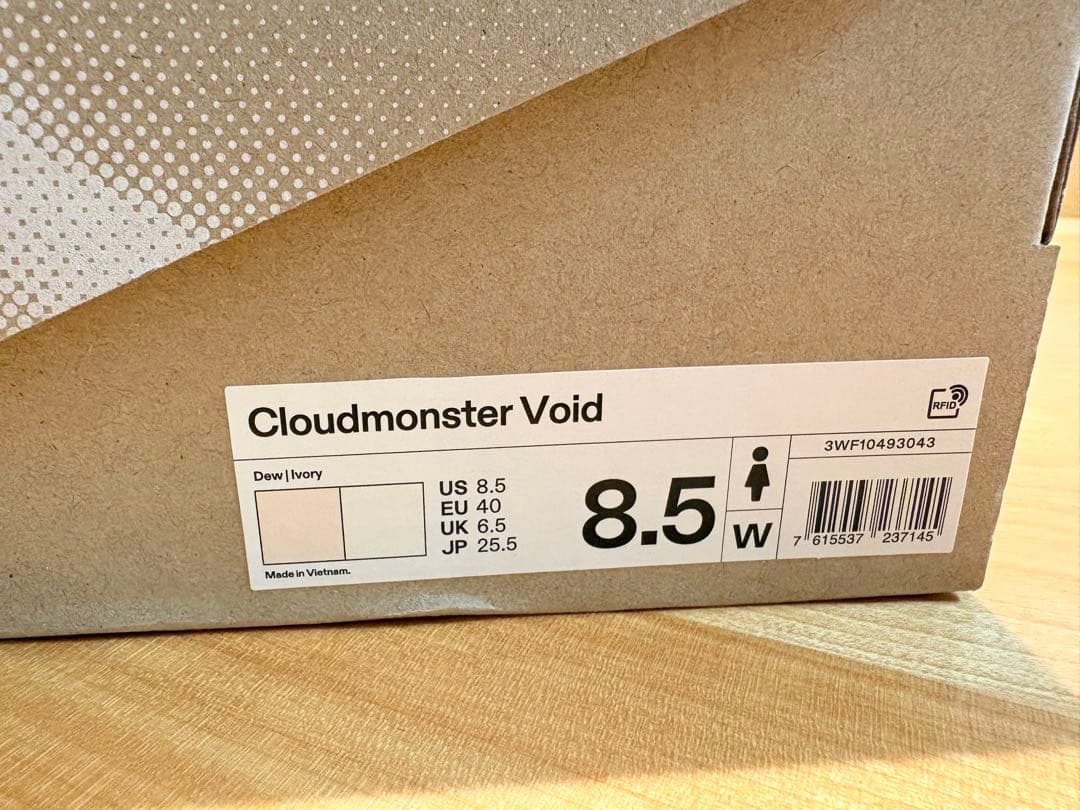 Cloudmonster Void
RFID
Dew | Ivory
US 8.5
EU 40
UK 6.5
JP 25.5
Made in Vietnam.
8.5
W
3WF10493043
7 615537 237145